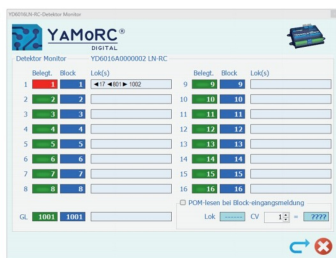 YD6016LN-RC-Detektor Monitor
YAMORC®
DIGITAL
Detektor Monitor YD6016A0000002 LN-RC
Belegt. Block Lok(s) Belegt. Block Lok(s)
1 1 1 ◄17 ◄801► 1002 9 9 9
2 2 2 10 10 10
3 3 3 11 11 11
4 4 4 12 12 12
5 5 5 13 13 13
6 6 6 14 14 14
7 7 7 15 15 15
8 8 8 16 16 16
POM-lesen bei Block-eingangsmeldung
GL 1001 1001 Lok ------ CV 1 = ????